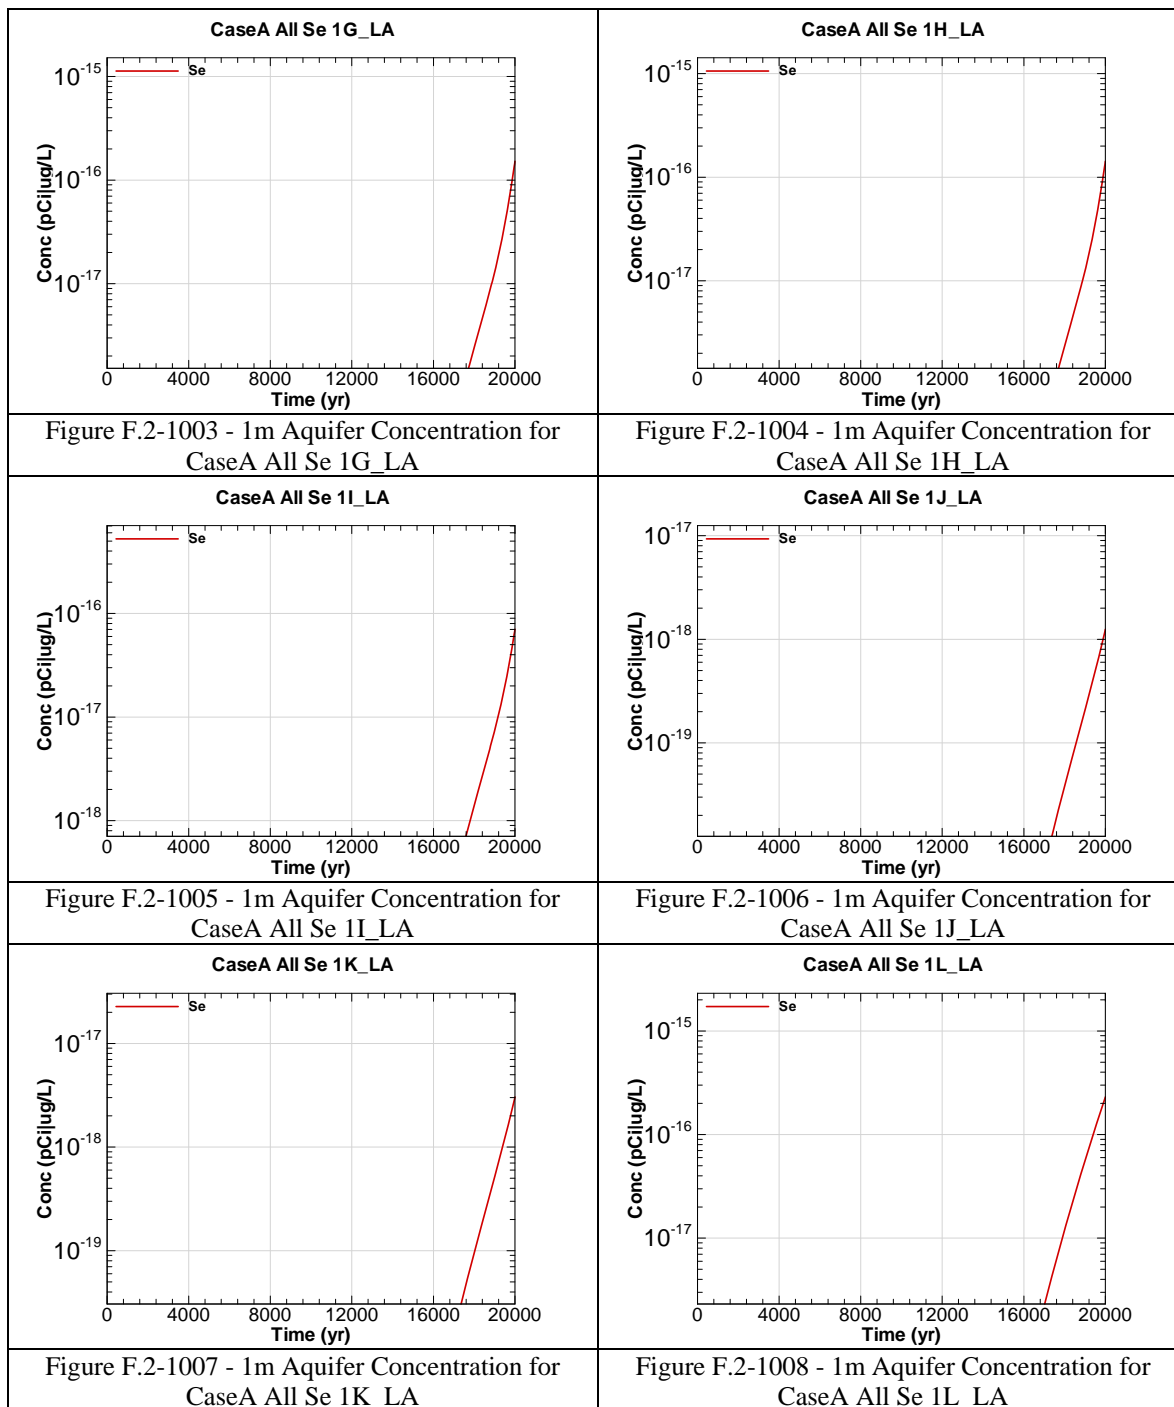 CaseA All Se 1G_LA
Se
10-15
10-16
10-17
Conc (pCi|ug/L)
0 4000 8000 12000 16000 20000
Time (yr)
Figure F.2-1003 - 1m Aquifer Concentration for
CaseA All Se 1G_LA
CaseA All Se 1H_LA
Se
10-15
10-16
10-17
Conc (pCi|ug/L)
0 4000 8000 12000 16000 20000
Time (yr)
Figure F.2-1004 - 1m Aquifer Concentration for
CaseA All Se 1H_LA
CaseA All Se 1I_LA
Se
10-16
10-17
10-18
Conc (pCi|ug/L)
0 4000 8000 12000 16000 20000
Time (yr)
Figure F.2-1005 - 1m Aquifer Concentration for
CaseA All Se 1I_LA
CaseA All Se 1J_LA
Se
10-17
10-18
10-19
Conc (pCi|ug/L)
0 4000 8000 12000 16000 20000
Time (yr)
Figure F.2-1006 - 1m Aquifer Concentration for
CaseA All Se 1J_LA
CaseA All Se 1K_LA
Se
10-17
10-18
10-19
Conc (pCi|ug/L)
0 4000 8000 12000 16000 20000
Time (yr)
Figure F.2-1007 - 1m Aquifer Concentration for
CaseA All Se 1K_LA
CaseA All Se 1L_LA
Se
10-15
10-16
10-17
Conc (pCi|ug/L)
0 4000 8000 12000 16000 20000
Time (yr)
Figure F.2-1008 - 1m Aquifer Concentration for
CaseA All Se 1L_LA